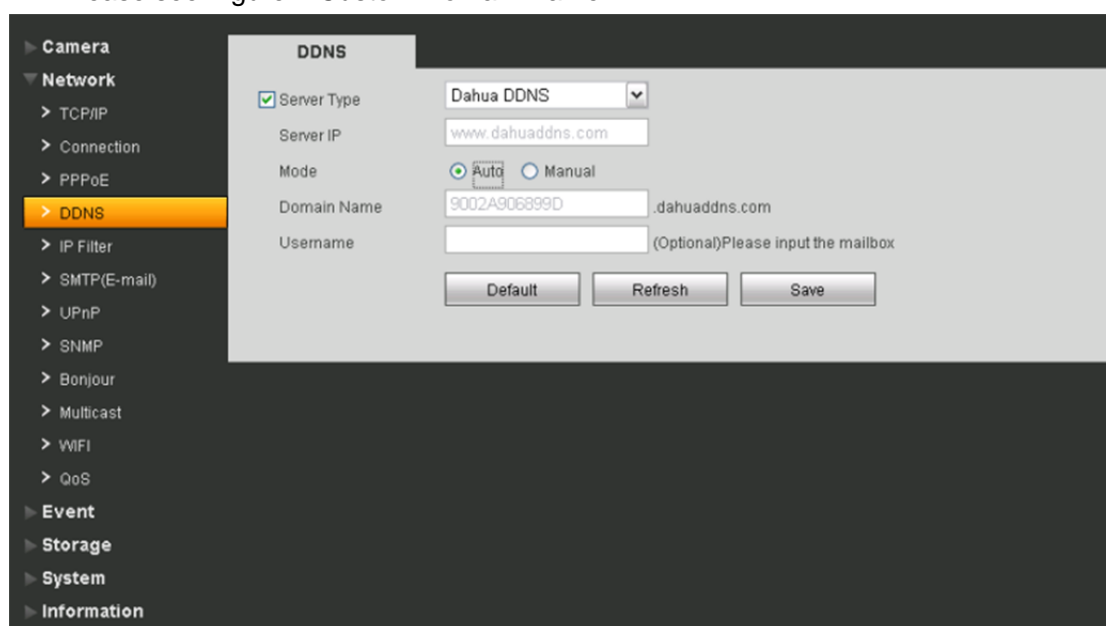 Camera
Network
TCP/IP
Connection
PPPoE
DDNS
IP Filter
SMTP(E-mail)
UPnP
SNMP
Bonjour
Multicast
WIFI
QoS
Event
Storage
System
Information
DDNS
Server Type Dahua DDNS
Server IP www.dahuaddns.com
Mode Auto Manual
Domain Name 9002A906899D .dahuaddns.com
Username (Optional)Please input the mailbox
Default Refresh Save